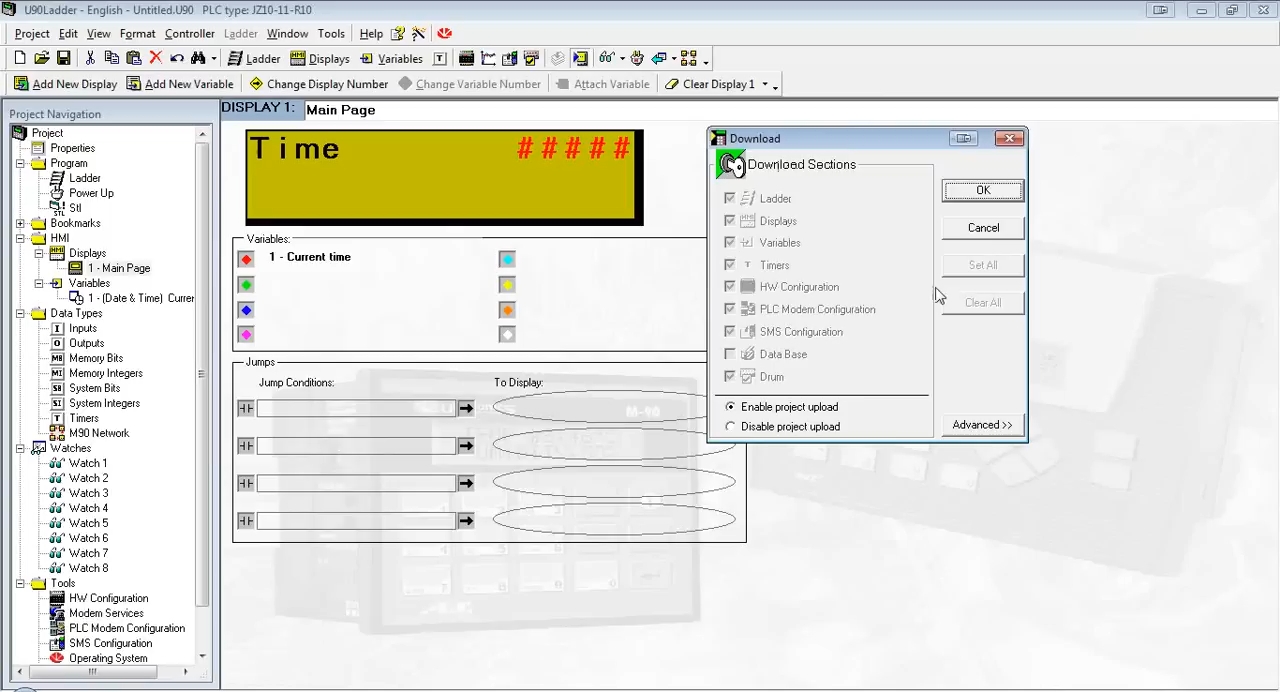 U90Ladder - English - Untitled.U90   PLC type: JZ10-11-R10
Project Edit View Format Controller Ladder Window Tools Help
Ladder Displays Variables
Add New Display Add New Variable Change Display Number Change Variable Number Attach Variable Clear Display 1
Project Navigation
Project
Properties
Program
Ladder
Power Up
Stl
Bookmarks
HMI
Displays
1 - Main Page
Variables
1 - (Date & Time) Curre
Data Types
I Inputs
O Outputs
MB Memory Bits
MI Memory Integers
SB System Bits
SI System Integers
T Timers
M90 Network
Watches
Watch 1
Watch 2
Watch 3
Watch 4
Watch 5
Watch 6
Watch 7
Watch 8
Tools
HW Configuration
Modem Services
PLC Modem Configuration
SMS Configuration
Operating System
DISPLAY 1: Main Page
Time #####
Variables:
1 - Current time
Jumps
Jump Conditions: To Display:
M-90
Download
Download Sections
Ladder
Displays
Variables
Timers
HW Configuration
PLC Modem Configuration
SMS Configuration
Data Base
Drum
Enable project upload
Disable project upload
OK
Cancel
Set All
Clear All
Advanced >>